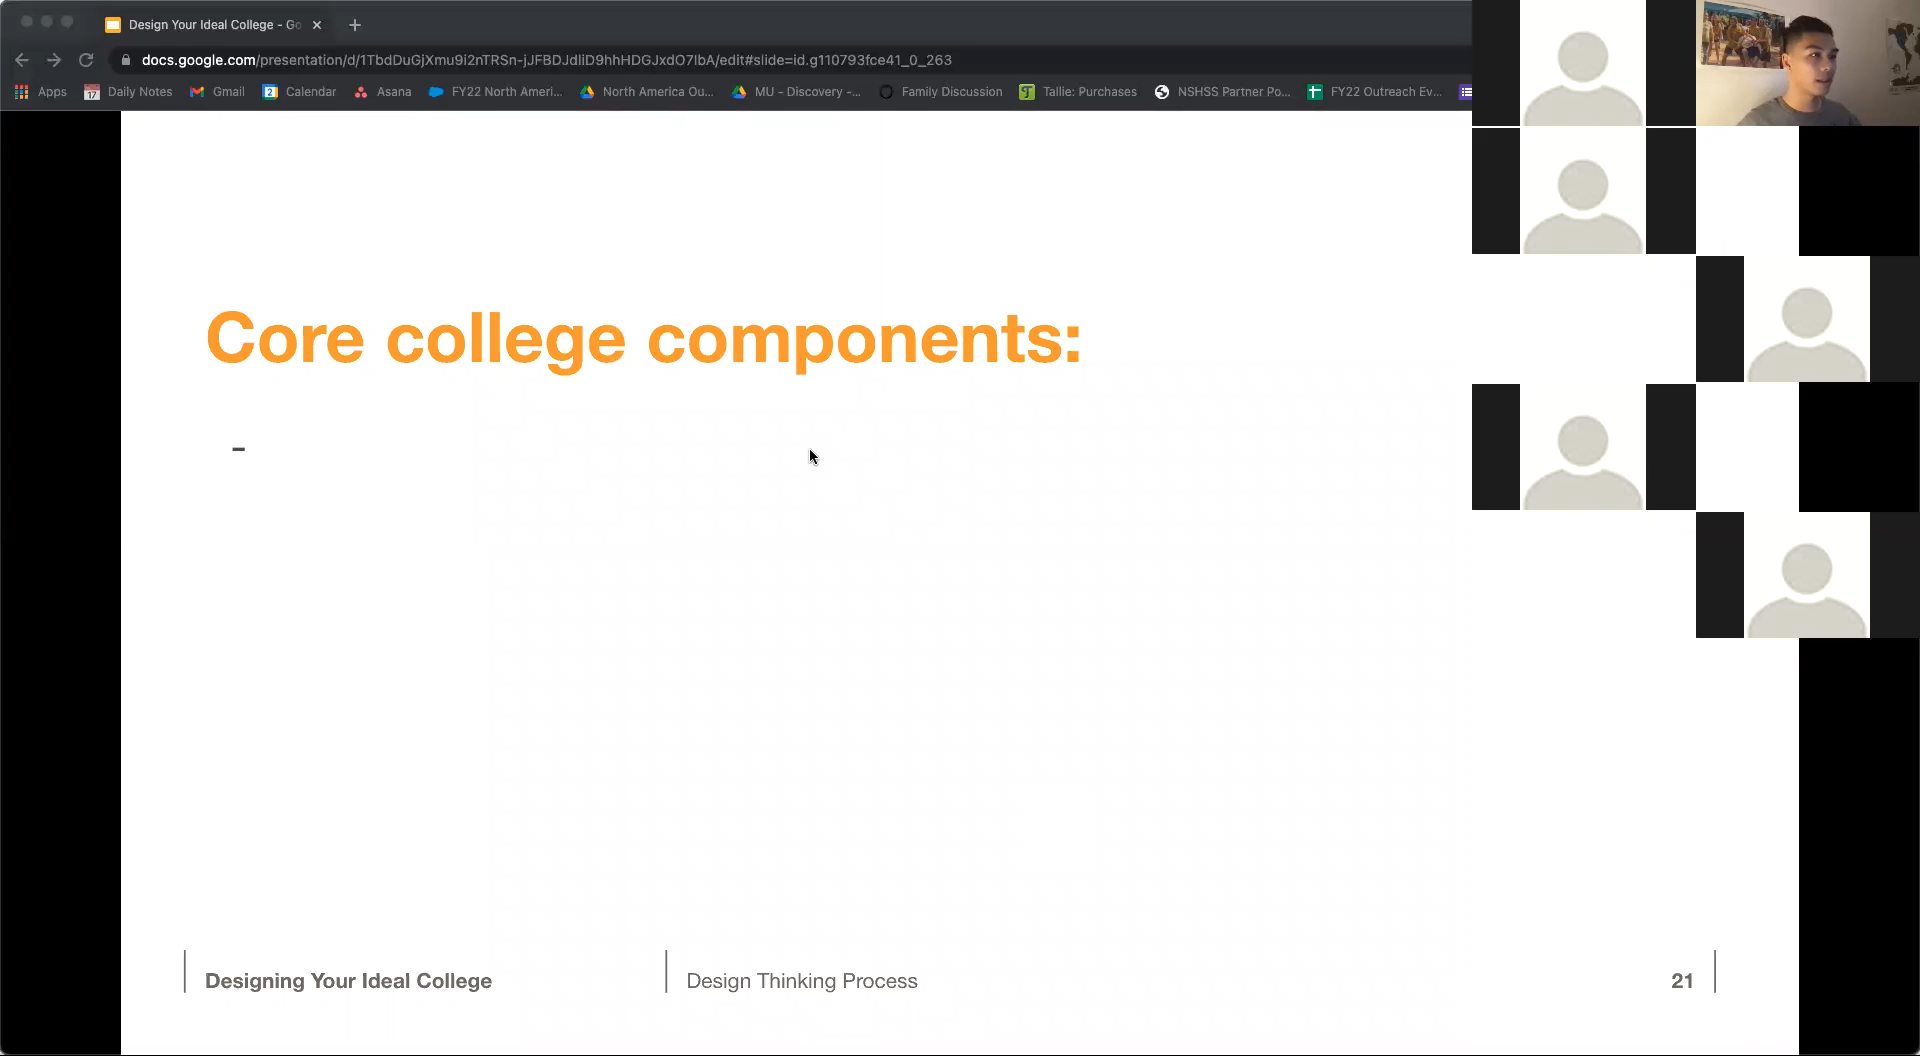 Design Your Ideal College - Go
docs.google.com/presentation/d/1TbdDuGjXmu9i2nTRSn-jJFBDJdliD9hhHDGJxdO7lbA/edit#slide=id.g110793fce41_0_263
Apps 17 Daily Notes Gmail 2 Calendar Asana FY22 North Ameri... North America Ou... MU - Discovery -... Family Discussion Tallie: Purchases NSHSS Partner Po... FY22 Outreach Ev...
Core college components:
-
Designing Your Ideal College Design Thinking Process 21